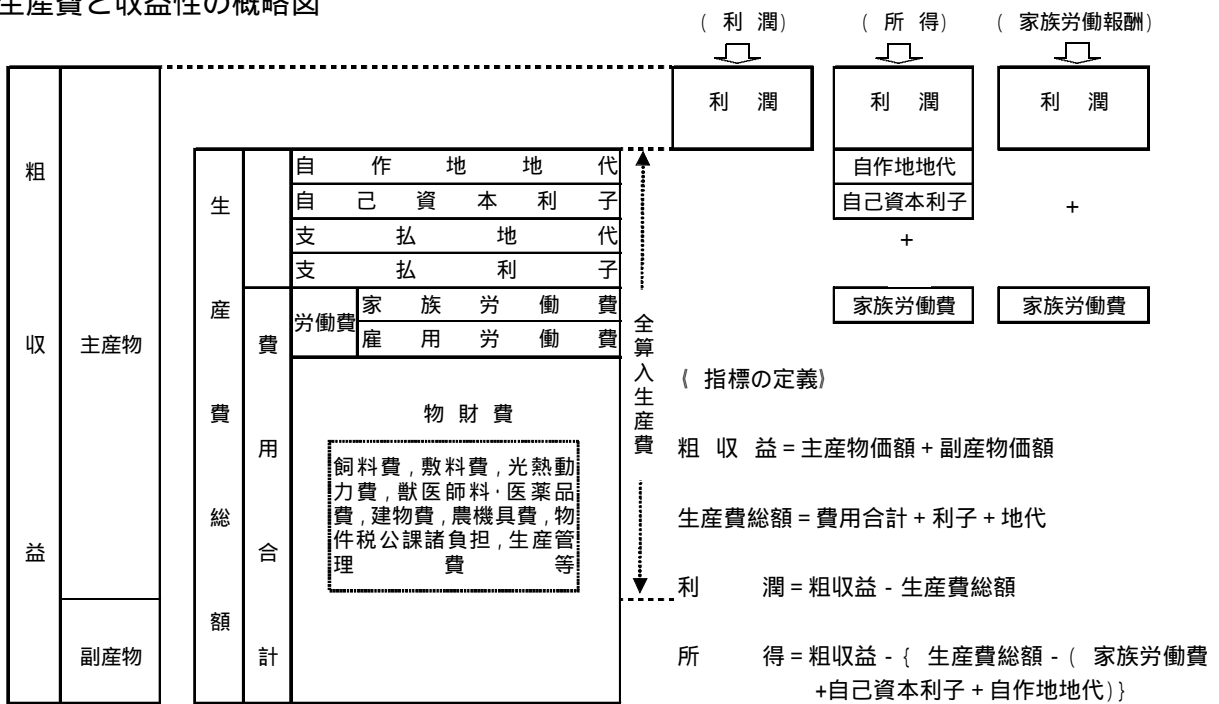 生産費と収益性の概略図
( 利 潤) ( 所 得) ( 家族労働報酬)
利 潤 利 潤 利 潤
粗収益
主産物
副産物
生産費総額
自作地地代
自己資本利子
支払地代
支払利子
費用合計
労働費
家族労働費
雇用労働費
物財費
飼料費,敷料費,光熱動
力費,獣医師料・医薬品
費,建物費,農機具費,物
件税公課諸負担,生産管
理費等
全算入生産費
自作地地代
自己資本利子
+
+
家族労働費 家族労働費
《 指標の定義》
粗 収 益=主産物価額+副産物価額
生産費総額=費用合計+利子+地代
利 潤=粗収益-生産費総額
所 得=粗収益-{ 生産費総額-( 家族労働費
+自己資本利子+自作地地代)}